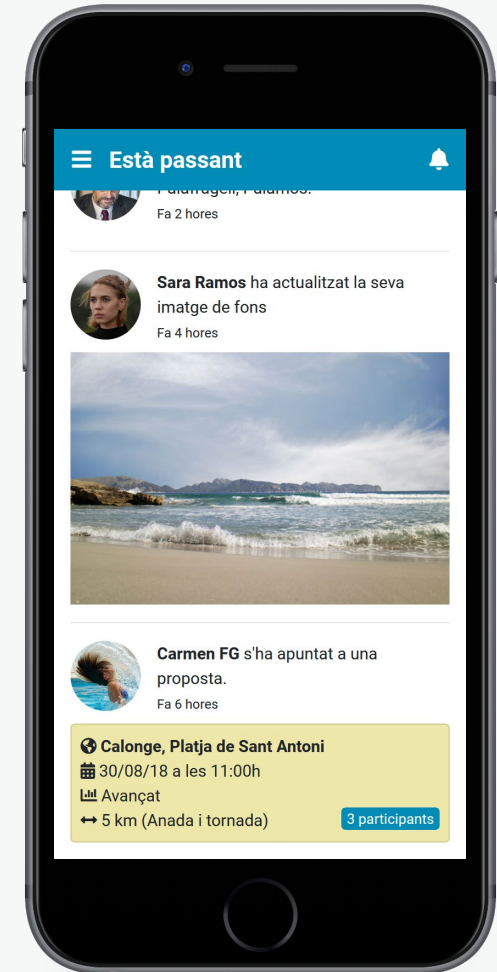 Està passant
Palafrugell, Palamós.
Fa 2 hores
Sara Ramos ha actualitzat la seva
imatge de fons
Fa 4 hores
Carmen FG s'ha apuntat a una
proposta.
Fa 6 hores
Calonge, Platja de Sant Antoni
30/08/18 a les 11:00h
Avançat
5 km (Anada i tornada)
3 participants